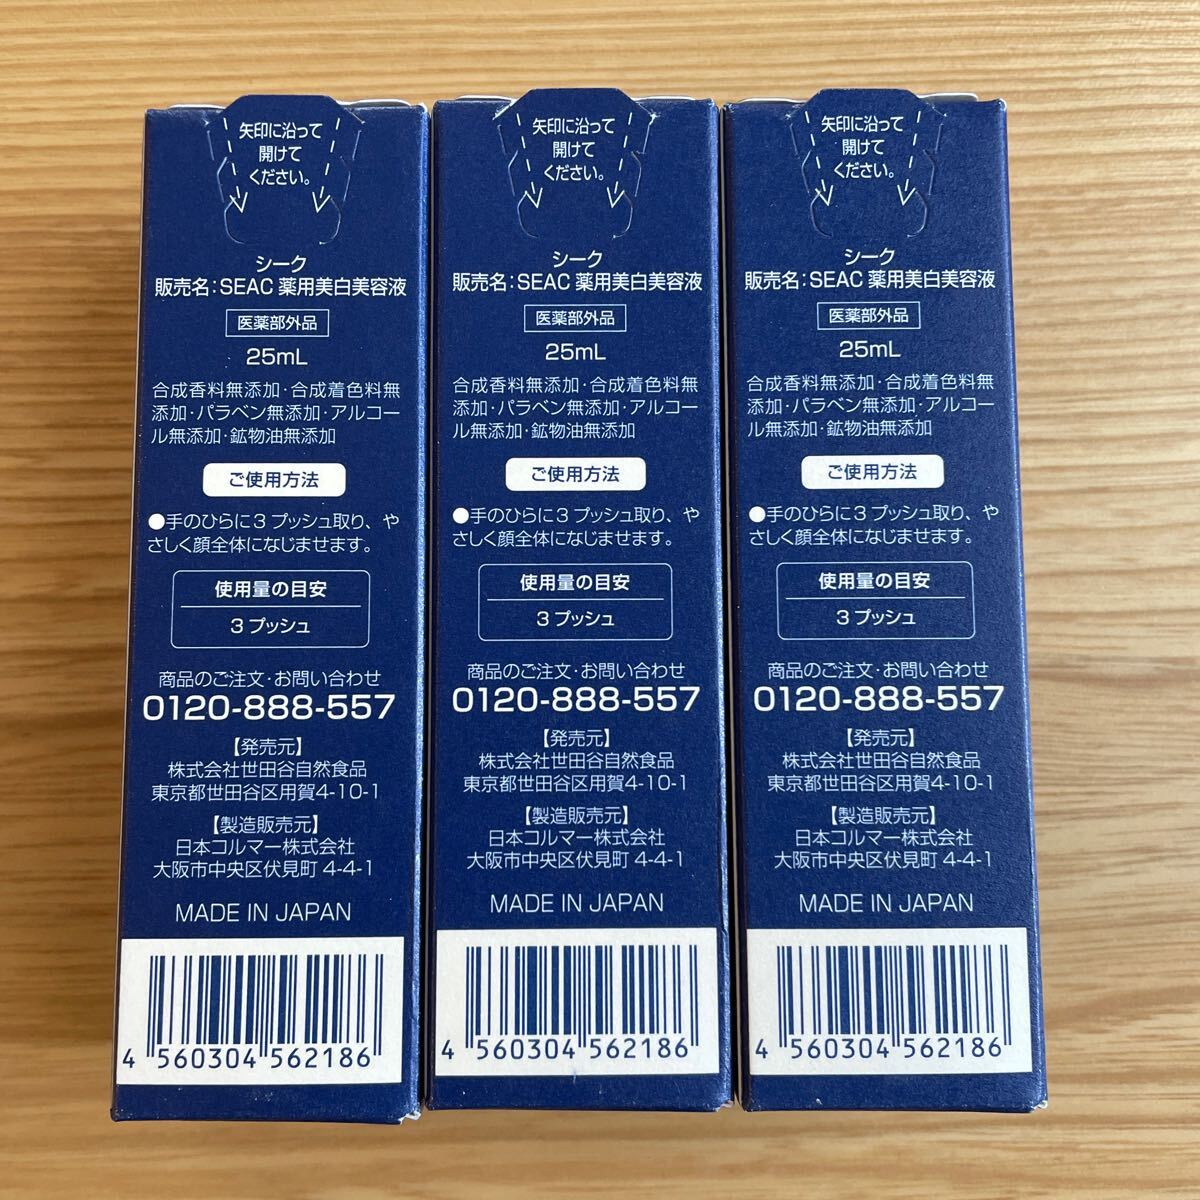 矢印に沿って
開けて
ください。
シーク
販売名：SEAC 薬用美白美容液
医薬部外品
25mL
合成香料無添加・合成着色料無
添加・パラベン無添加・アルコー
ル無添加・鉱物油無添加
ご使用方法
●手のひらに3 プッシュ取り、や
さしく顔全体になじませます。
使用量の目安
3 プッシュ
商品のご注文・お問い合わせ
0120-888-557
【発売元】
株式会社世田谷自然食品
東京都世田谷区用賀4-10-1
【製造販売元】
日本コルマー株式会社
大阪市中央区伏見町 4-4-1
MADE IN JAPAN
4 560304 562186
矢印に沿って
開けて
ください。
シーク
販売名：SEAC 薬用美白美容液
医薬部外品
25mL
合成香料無添加・合成着色料無
添加・パラベン無添加・アルコー
ル無添加・鉱物油無添加
ご使用方法
●手のひらに3 プッシュ取り、や
さしく顔全体になじませます。
使用量の目安
3 プッシュ
商品のご注文・お問い合わせ
0120-888-557
【発売元】
株式会社世田谷自然食品
東京都世田谷区用賀4-10-1
【製造販売元】
日本コルマー株式会社
大阪市中央区伏見町 4-4-1
MADE IN JAPAN
4 560304 562186
矢印に沿って
開けて
ください。
シーク
販売名：SEAC 薬用美白美容液
医薬部外品
25mL
合成香料無添加・合成着色料無
添加・パラベン無添加・アルコー
ル無添加・鉱物油無添加
ご使用方法
●手のひらに3 プッシュ取り、や
さしく顔全体になじませます。
使用量の目安
3 プッシュ
商品のご注文・お問い合わせ
0120-888-557
【発売元】
株式会社世田谷自然食品
東京都世田谷区用賀4-10-1
【製造販売元】
日本コルマー株式会社
大阪市中央区伏見町 4-4-1
MADE IN JAPAN
4 560304 562186